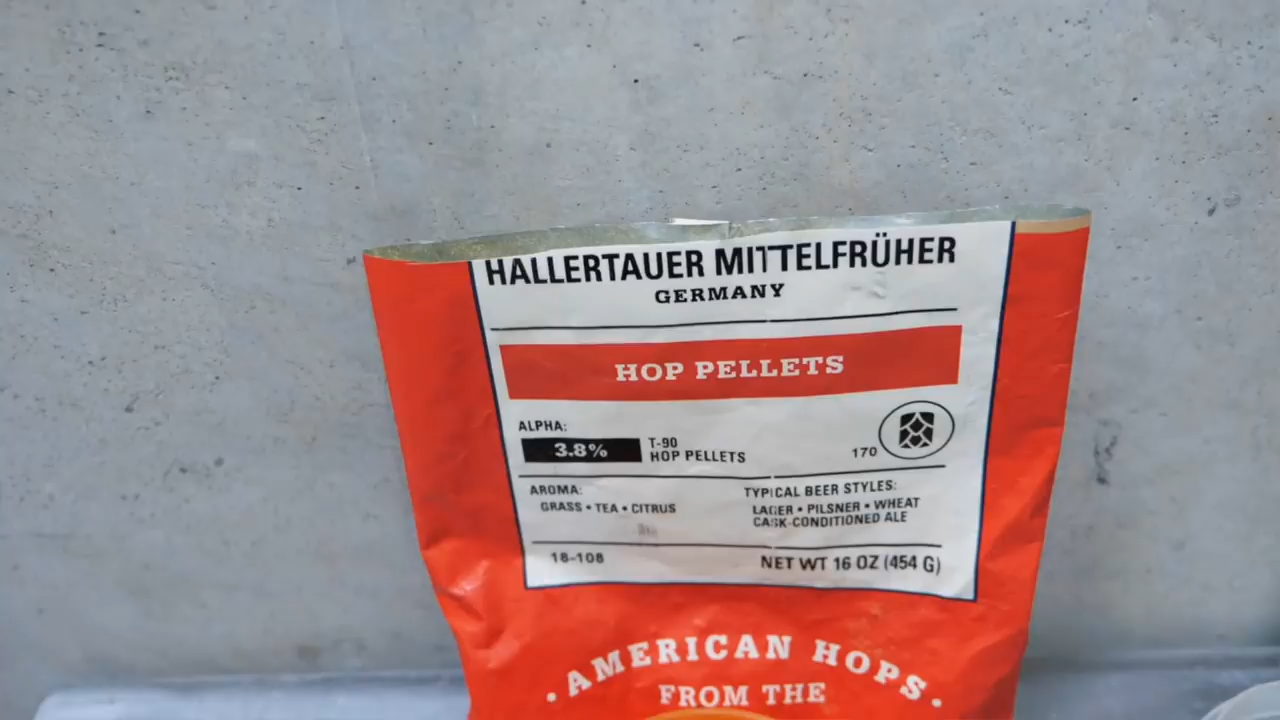 HALLERTAUER MITTELFRÜHER
GERMANY
HOP PELLETS
ALPHA:
3.8%
T-90
HOP PELLETS
170
AROMA:
GRASS • TEA • CITRUS
TYPICAL BEER STYLES:
LAGER • PILSNER • WHEAT
CASK-CONDITIONED ALE
18-108
NET WT 16 OZ (454 G)
• AMERICAN HOPS •
FROM THE